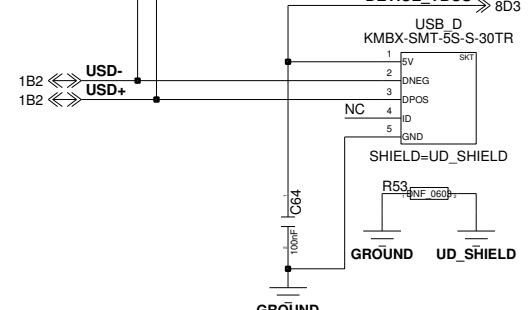 8D3
USB_D
KMBX-SMT-5S-S-30TR
1 5V SKT
1B2 USD- 2 DNEG
1B2 USD+ 3 DPOS
NC 4 ID
5 GND
SHIELD=UD_SHIELD
C64
100nF
R53
DNF_0603
GROUND UD_SHIELD
GROUND